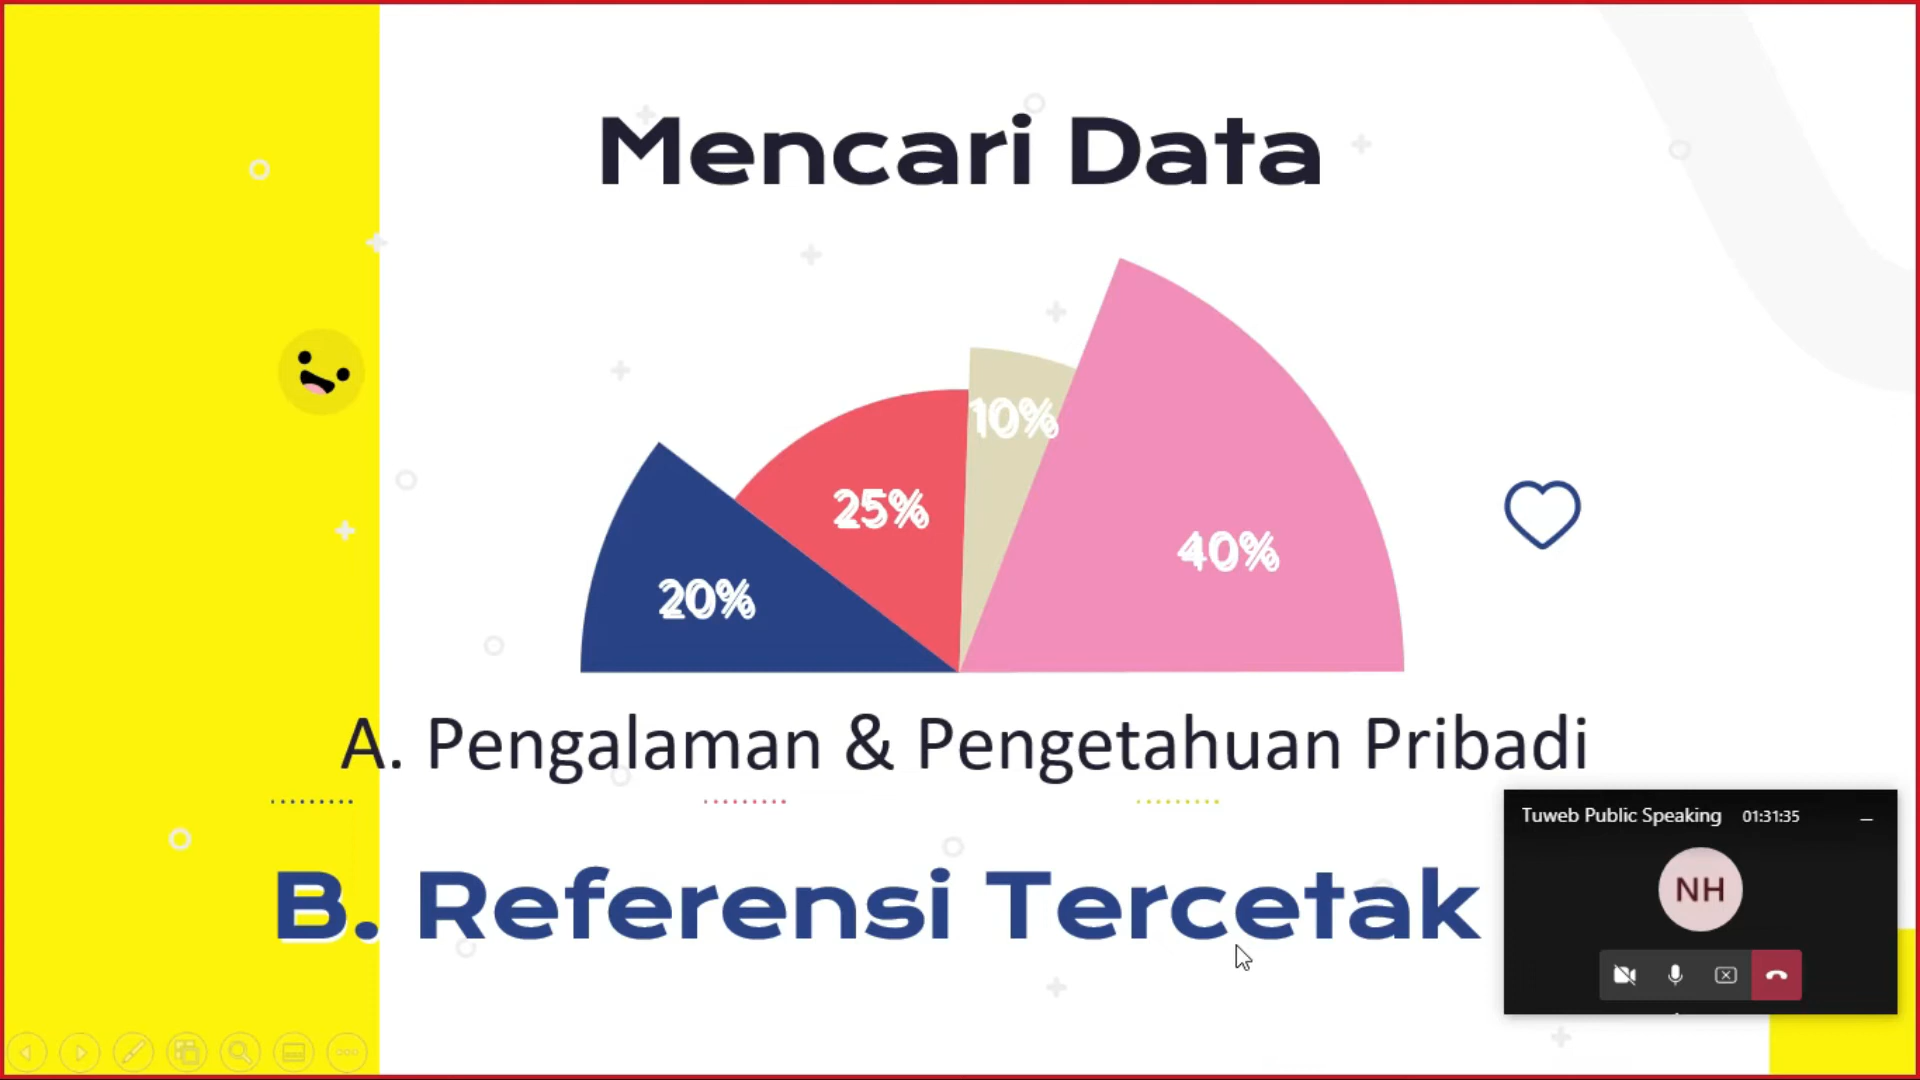 Mencari Data
10%
25%
40%
20%
A. Pengalaman & Pengetahuan Pribadi
B. Referensi Tercetak
Tuweb Public Speaking 01:31:35
NH